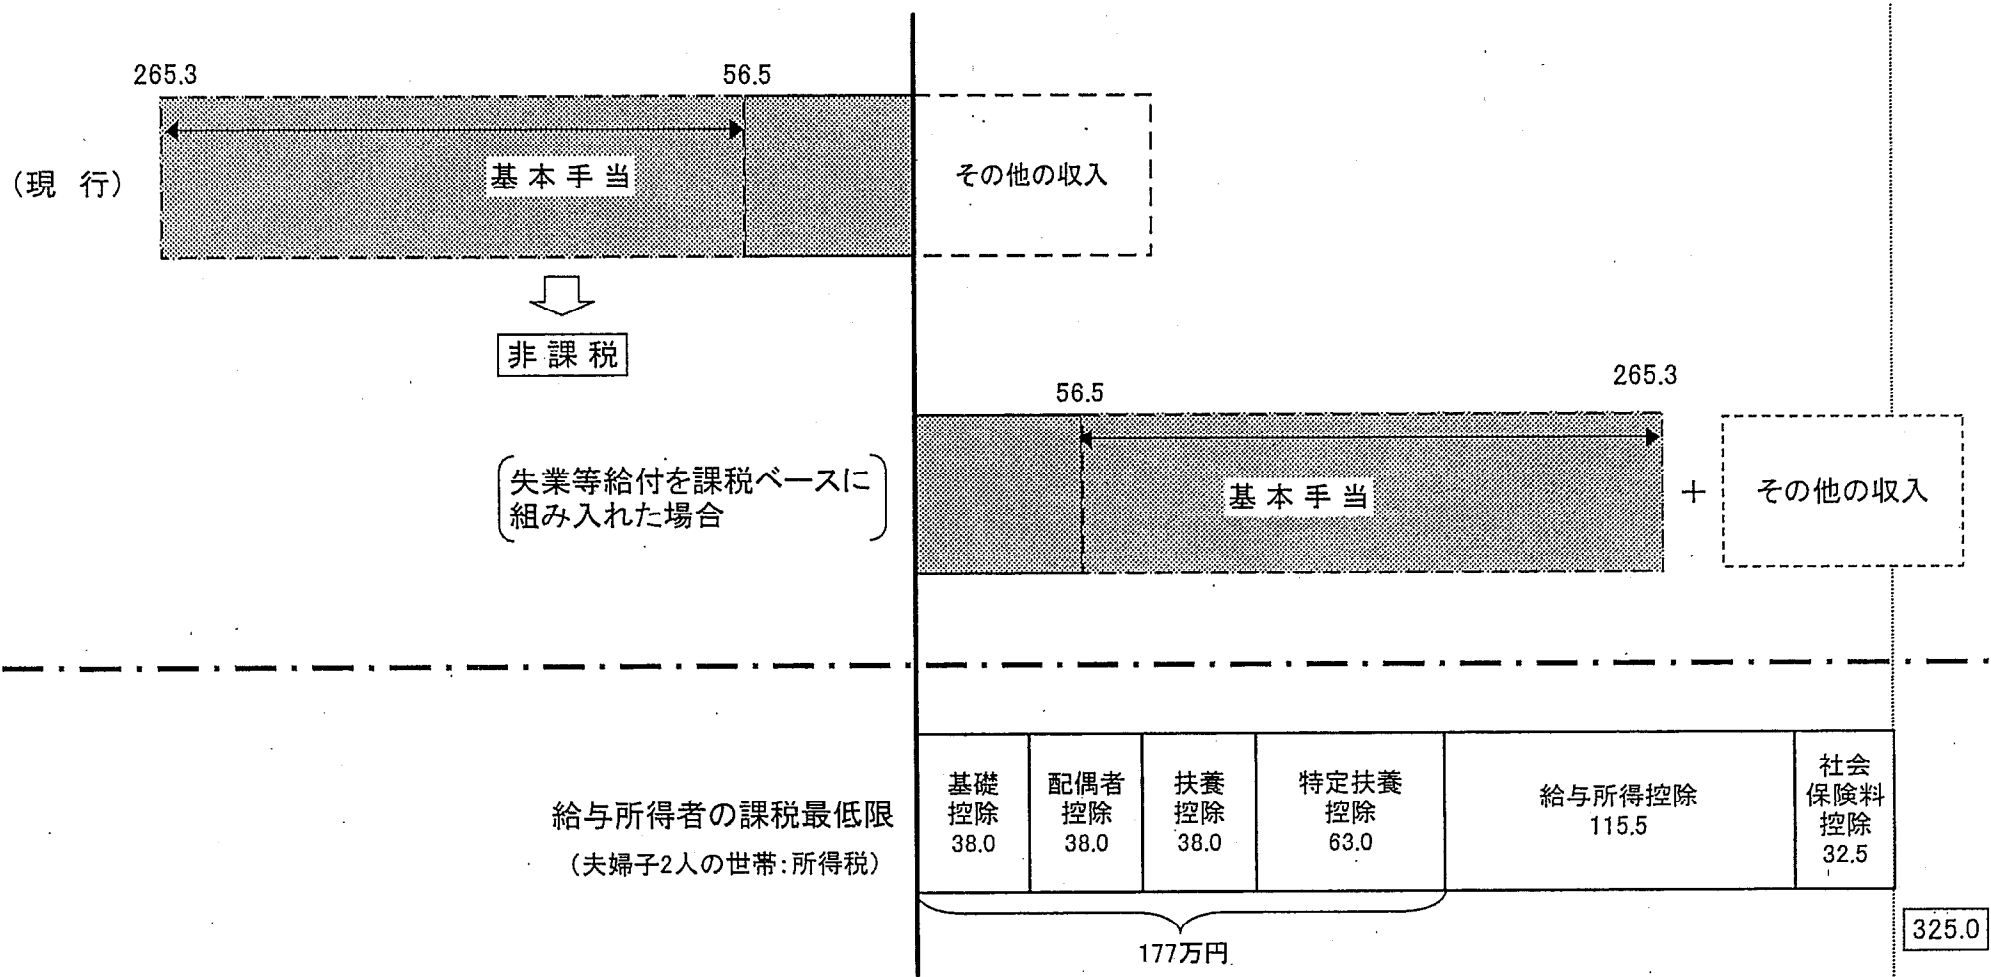 265.3
56.5
(現 行)
基 本 手 当
その他の収入
非 課 税
56.5
265.3
失業等給付を課税ベースに
組み入れた場合
基 本 手 当
+
その他の収入
給与所得者の課税最低限
(夫婦子2人の世帯:所得税)
基礎
控除
38.0
配偶者
控除
38.0
扶養
控除
38.0
特定扶養
控除
63.0
給与所得控除
115.5
社会
保険料
控除
32.5
177万円
325.0